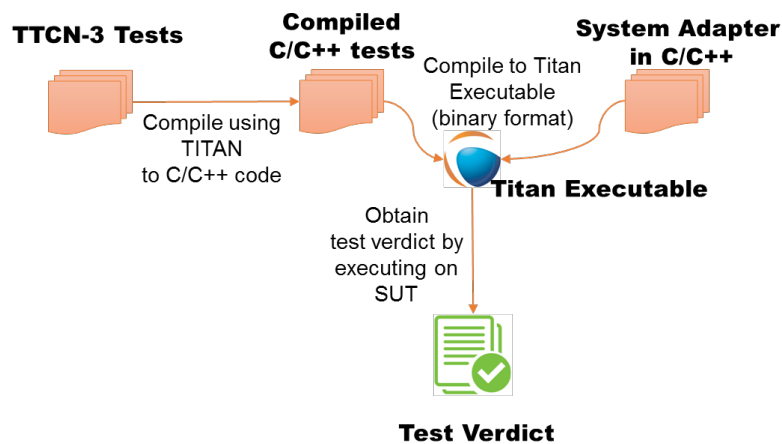 TTCN-3 Tests
Compiled
C/C++ tests
System Adapter
in C/C++
Compile using
TITAN
to C/C++ code
Compile to Titan
Executable
(binary format)
Titan Executable
Obtain
test verdict by
executing on
SUT
Test Verdict